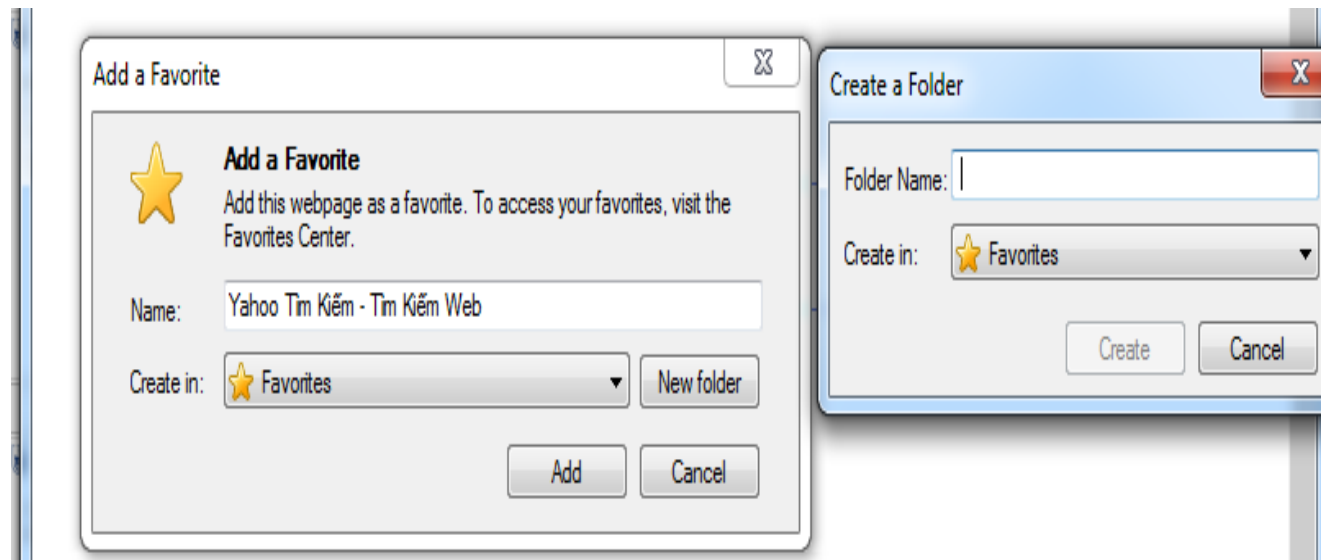 Add a Favorite
Add a Favorite
Add this webpage as a favorite. To access your favorites, visit the
Favorites Center.
Name: Yahoo Tìm Kiếm - Tìm Kiếm Web
Create in: Favorites New folder
Add Cancel
Create a Folder
Folder Name:
Create in: Favorites
Create Cancel